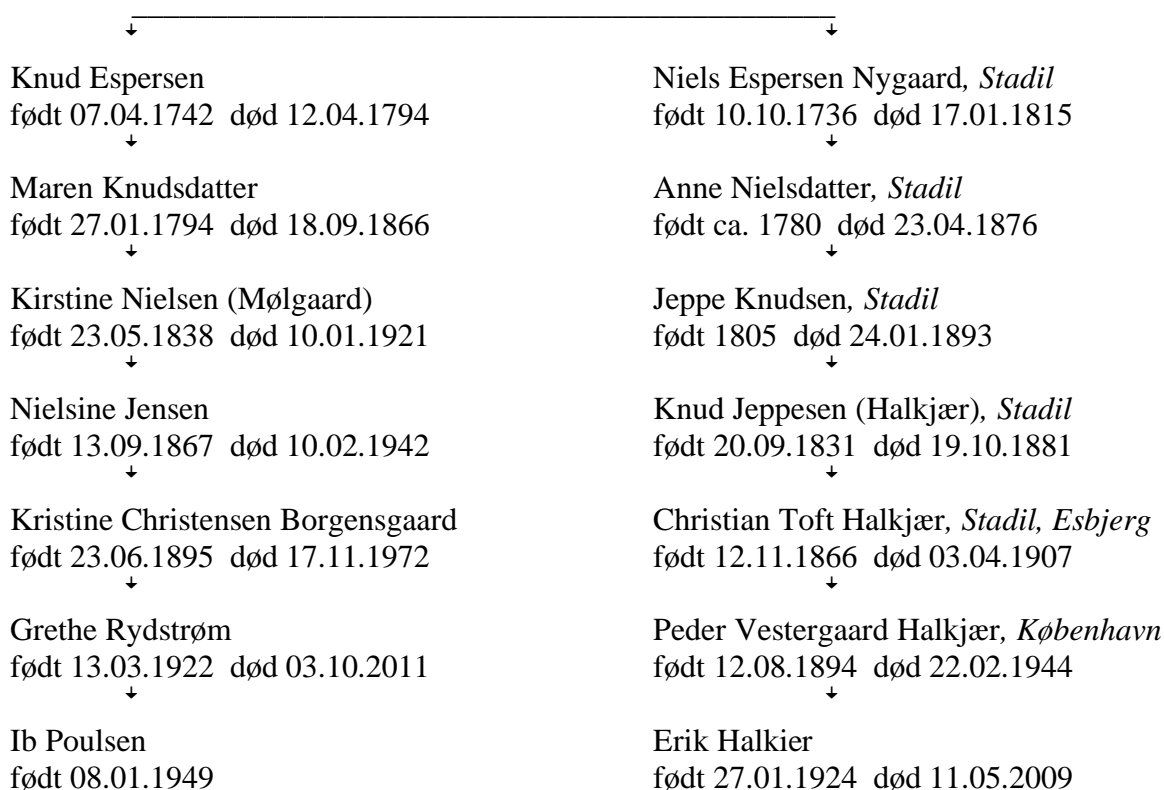 Knud Espersen
født 07.04.1742 død 12.04.1794
Maren Knudsdatter
født 27.01.1794 død 18.09.1866
Kirstine Nielsen (Mølgaard)
født 23.05.1838 død 10.01.1921
Nielsine Jensen
født 13.09.1867 død 10.02.1942
Kristine Christensen Borgensgaard
født 23.06.1895 død 17.11.1972
Grethe Rydstrøm
født 13.03.1922 død 03.10.2011
Ib Poulsen
født 08.01.1949
Niels Espersen Nygaard, Stadil
født 10.10.1736 død 17.01.1815
Anne Nielsdatter, Stadil
født ca. 1780 død 23.04.1876
Jeppe Knudsen, Stadil
født 1805 død 24.01.1893
Knud Jeppesen (Halkjær), Stadil
født 20.09.1831 død 19.10.1881
Christian Toft Halkjær, Stadil, Esbjerg
født 12.11.1866 død 03.04.1907
Peder Vestergaard Halkjær, København
født 12.08.1894 død 22.02.1944
Erik Halkier
født 27.01.1924 død 11.05.2009